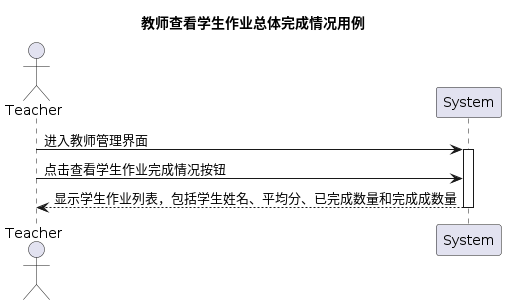 教师查看学生作业总体完成情况用例
Teacher
System
进入教师管理界面
点击查看学生作业完成情况按钮
显示学生作业列表，包括学生姓名、平均分、已完成数量和完成成数量
Teacher
System